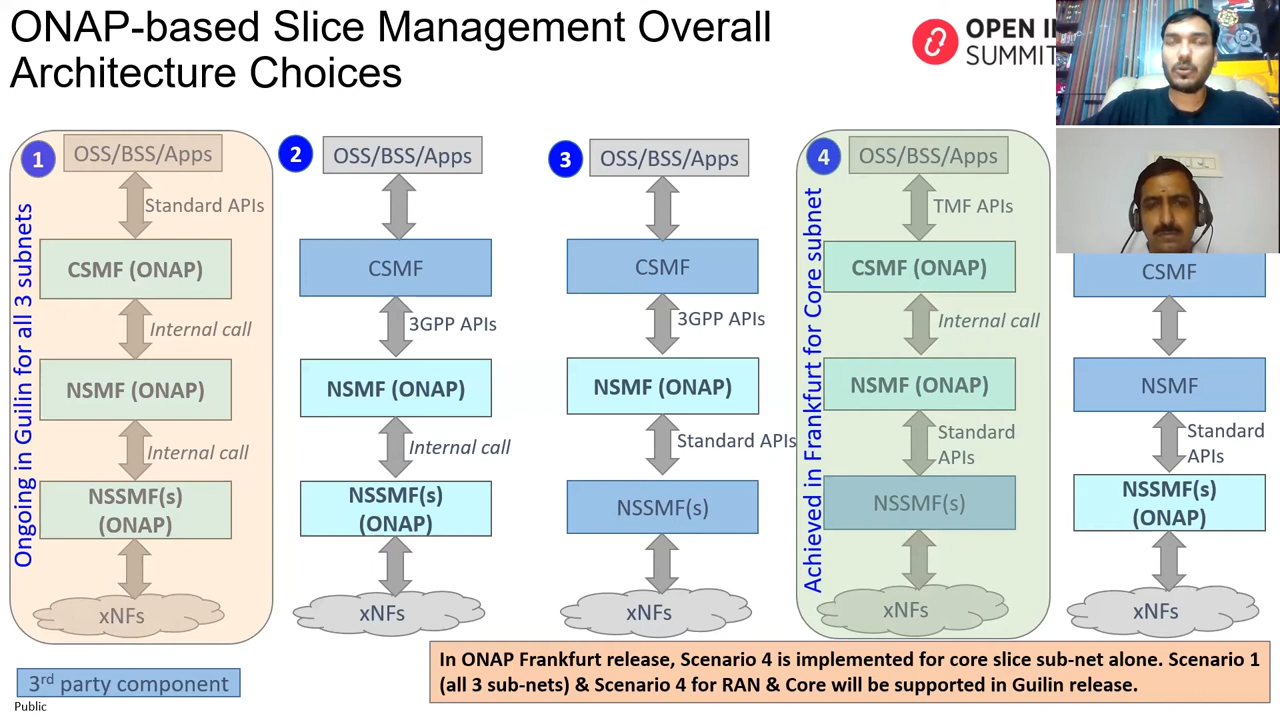 ONAP-based Slice Management Overall
Architecture Choices
OPEN
SUMMIT
1
OSS/BSS/Apps
Standard APIs
CSMF (ONAP)
Internal call
NSMF (ONAP)
Internal call
NSSMF(s)
(ONAP)
xNFs
Ongoing in Guilin for all 3 subnets
2
OSS/BSS/Apps
CSMF
3GPP APIs
NSMF (ONAP)
Internal call
NSSMF(s)
(ONAP)
xNFs
3
OSS/BSS/Apps
CSMF
3GPP APIs
NSMF (ONAP)
Standard APIs
NSSMF(s)
xNFs
4
OSS/BSS/Apps
TMF APIs
CSMF (ONAP)
Internal call
NSMF (ONAP)
Standard
APIs
NSSMF(s)
xNFs
Achieved in Frankfurt for Core subnet
CSMF
NSMF
Standard
APIs
NSSMF(s)
(ONAP)
xNFs
3rd party component
In ONAP Frankfurt release, Scenario 4 is implemented for core slice sub-net alone. Scenario 1
(all 3 sub-nets) & Scenario 4 for RAN & Core will be supported in Guilin release.
Public